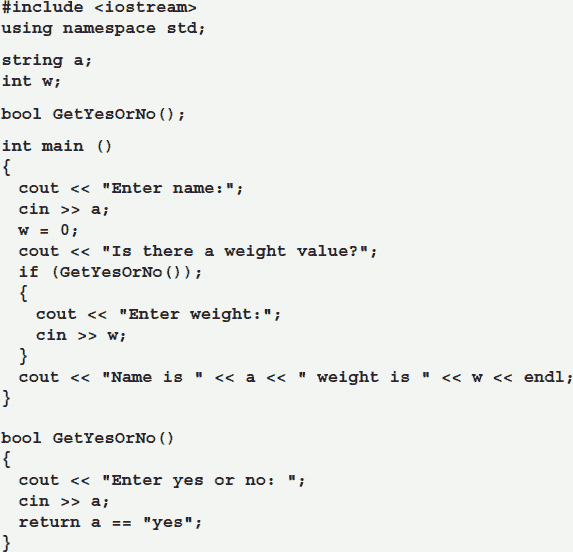 #include <iostream>
using namespace std;
string a;
int w;
bool GetYesOrNo();
int main ()
{
cout << "Enter name:";
cin >> a;
w = 0;
cout << "Is there a weight value?";
if (GetYesOrNo());
{
cout << "Enter weight:";
cin >> w;
}
cout << "Name is " << a << " weight is " << w << endl;
}
bool GetYesOrNo()
{
cout << "Enter yes or no: ";
cin >> a;
return a == "yes";
}